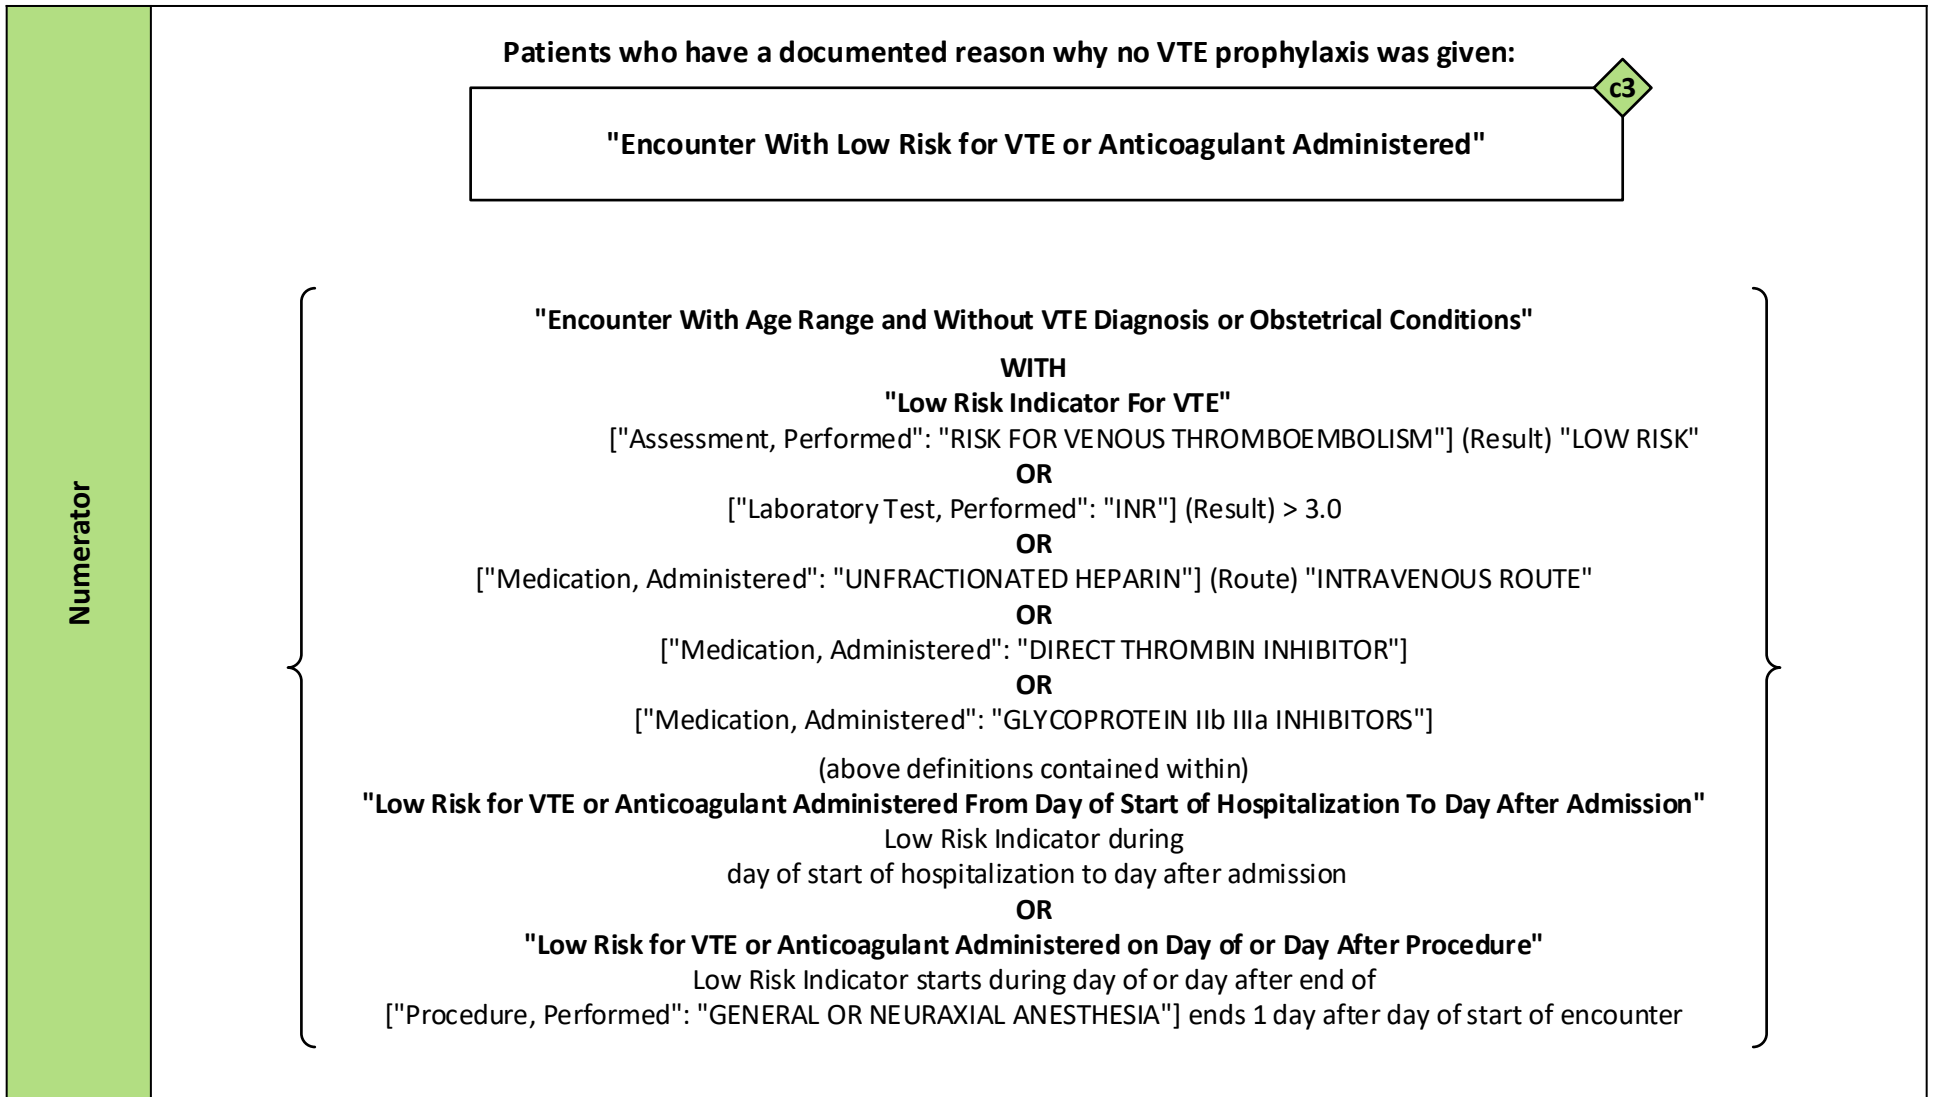 Patients who have a documented reason why no VTE prophylaxis was given:
c3
"Encounter With Low Risk for VTE or Anticoagulant Administered"
Numerator
"Encounter With Age Range and Without VTE Diagnosis or Obstetrical Conditions"
WITH
"Low Risk Indicator For VTE"
["Assessment, Performed": "RISK FOR VENOUS THROMBOEMBOLISM"] (Result) "LOW RISK"
OR
["Laboratory Test, Performed": "INR"] (Result) > 3.0
OR
["Medication, Administered": "UNFRACTIONATED HEPARIN"] (Route) "INTRAVENOUS ROUTE"
OR
["Medication, Administered": "DIRECT THROMBIN INHIBITOR"]
OR
["Medication, Administered": "GLYCOPROTEIN IIb IIIa INHIBITORS"]
(above definitions contained within)
"Low Risk for VTE or Anticoagulant Administered From Day of Start of Hospitalization To Day After Admission"
Low Risk Indicator during
day of start of hospitalization to day after admission
OR
"Low Risk for VTE or Anticoagulant Administered on Day of or Day After Procedure"
Low Risk Indicator starts during day of or day after end of
["Procedure, Performed": "GENERAL OR NEURAXIAL ANESTHESIA"] ends 1 day after day of start of encounter